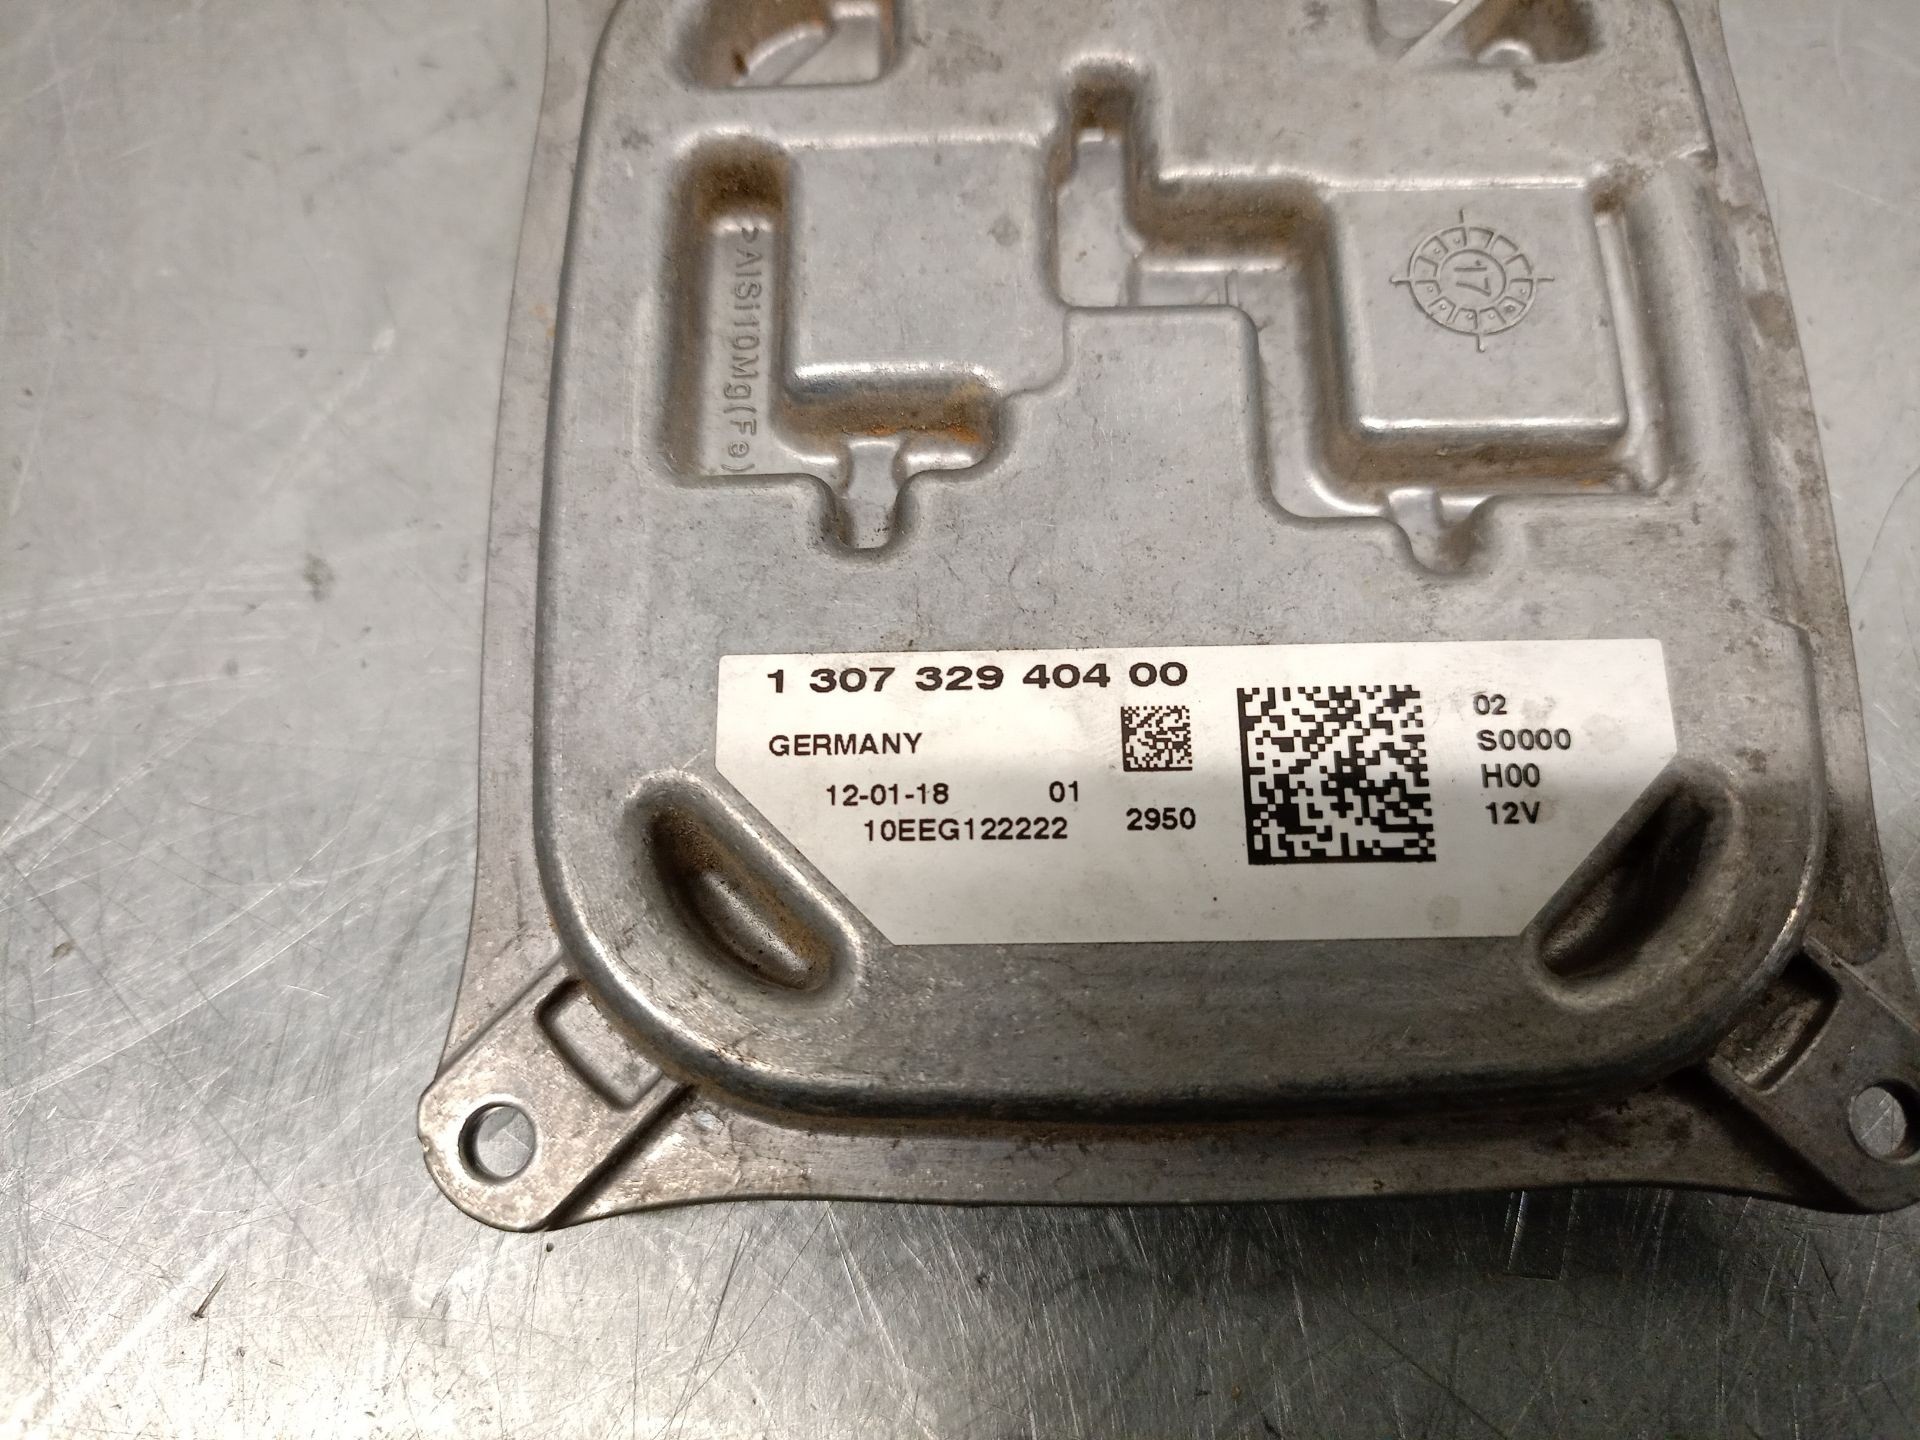 >AlSi10Mg(Fe)
17
1 307 329 404 00
GERMANY
12-01-18 01
10EEG122222 2950
02
S0000
H00
12V